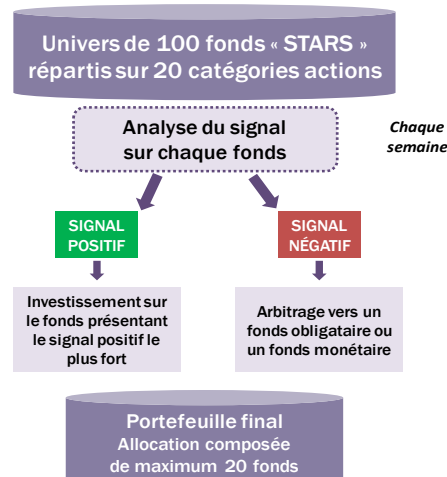 Univers de 100 fonds « STARS »
répartis sur 20 catégories actions
Analyse du signal
sur chaque fonds
Chaque
semaine
SIGNAL
POSITIF
SIGNAL
NÉGATIF
Investissement sur
le fonds présentant
le signal positif le
plus fort
Arbitrage vers un
fonds obligataire ou
un fonds monétaire
Portefeuille final
Allocation composée
de maximum 20 fonds